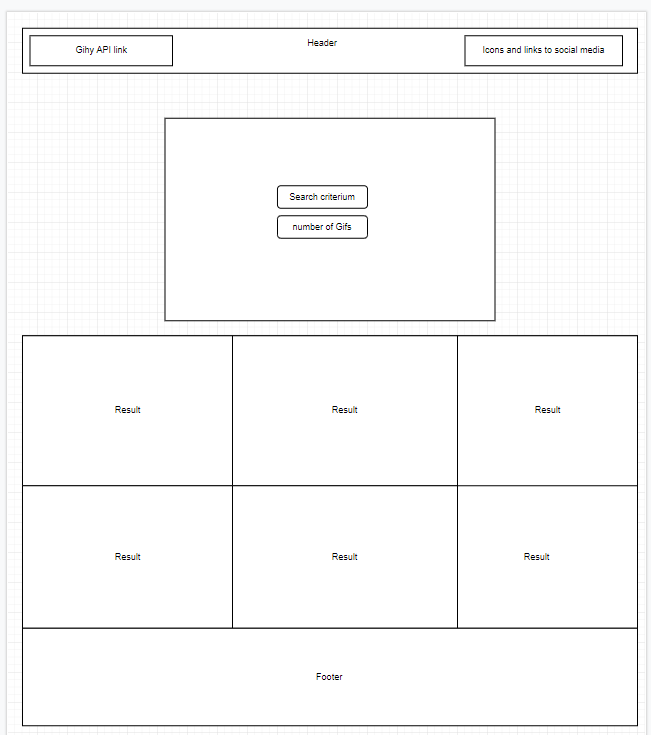 Gihy API link
Header
Icons and links to social media
Search criterium
number of Gifs
Result
Result
Result
Result
Result
Result
Footer